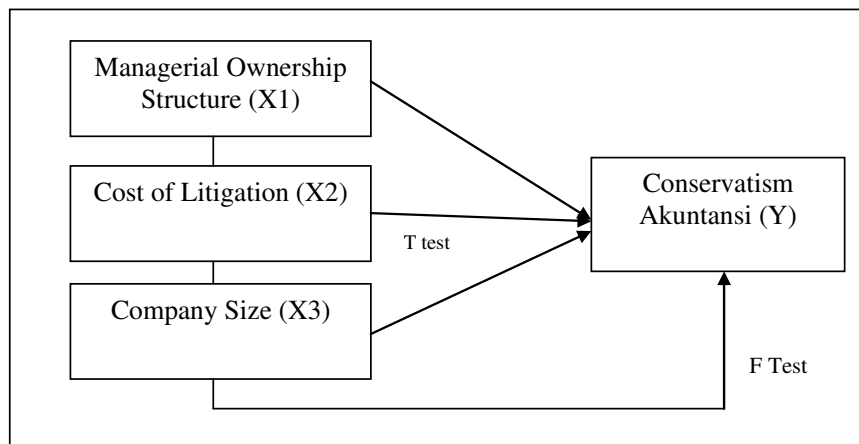 Managerial Ownership
Structure (X1)
Cost of Litigation (X2)
Company Size (X3)
T test
Conservatism
Akuntansi (Y)
F Test